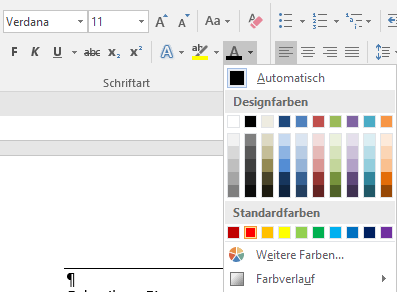 Verdana 11 A A Aa
F K U abc x₂ x² A A
Schriftart
Automatisch
Designfarben
Standardfarben
Weitere Farben...
Farbverlauf
¶